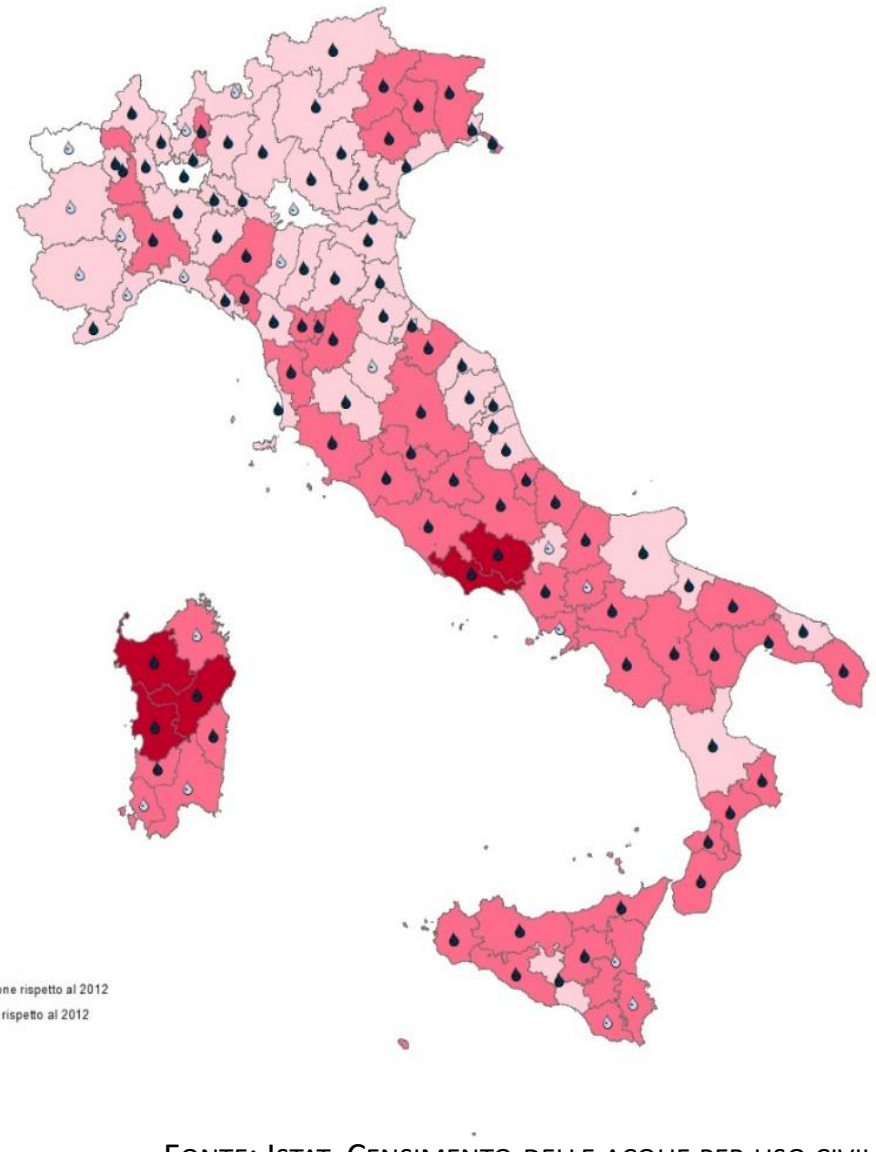 one rispetto al 2012
rispetto al 2012
FONTE: ISTAT, CENSIMENTO DELLE ACQUE PER USO CIVIL